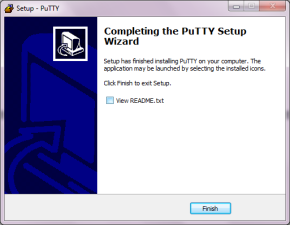 Setup - PuTTY
Completing the PuTTY Setup
Wizard
Setup has finished installing PuTTY on your computer. The
application may be launched by selecting the installed icons.
Click Finish to exit Setup.
View README.txt
Finish